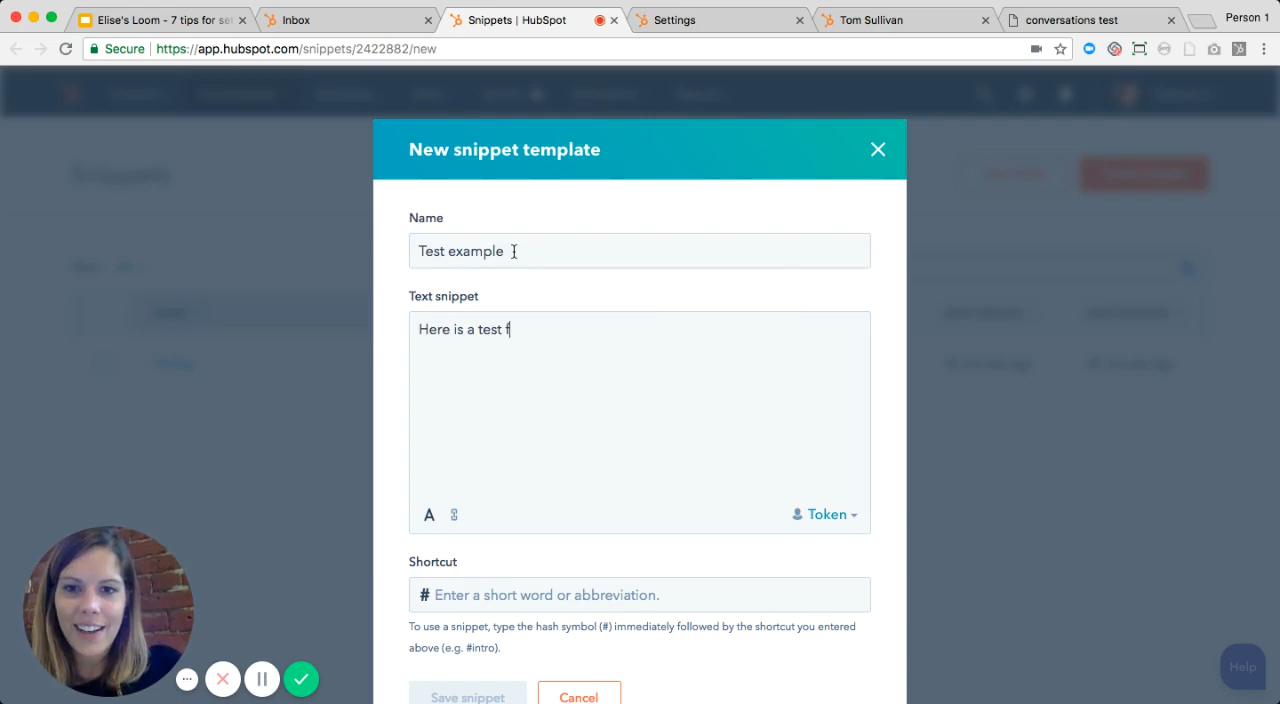 Elise's Loom - 7 tips for set
Inbox
Snippets | HubSpot
Settings
Tom Sullivan
conversations test
Person 1
Secure
https://app.hubspot.com/snippets/2422882/new
Snippets
New snippet template
Name
Test example
Text snippet
Here is a test f
A
Token
Shortcut
# Enter a short word or abbreviation.
To use a snippet, type the hash symbol (#) immediately followed by the shortcut you entered
above (e.g. #intro).
Save snippet
Cancel
Help